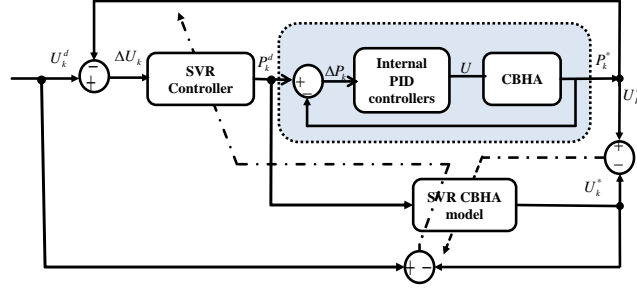 U_k^d
−
+
ΔU_k
SVR
Controller
P_k^d
−
ΔP_k
Internal
PID
controllers
U
CBHA
P_k^*
U_k
+
−
U_k^*
SVR CBHA
model
+
−